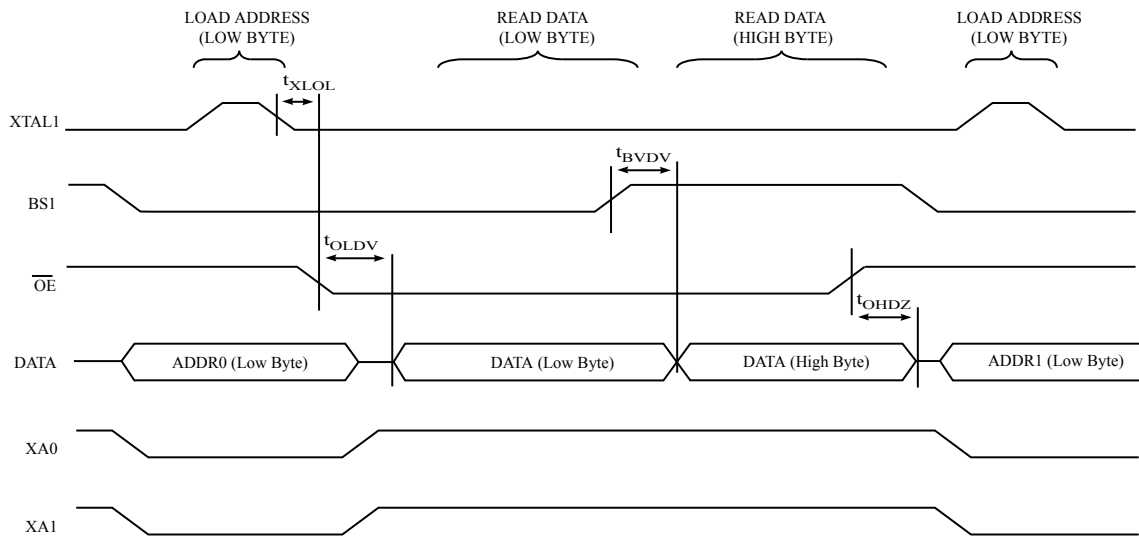 LOAD ADDRESS
(LOW BYTE)
READ DATA
(LOW BYTE)
READ DATA
(HIGH BYTE)
LOAD ADDRESS
(LOW BYTE)
tXLOL
XTAL1
tBVDV
BS1
tOLDV
OE
tOHDZ
DATA
ADDR0 (Low Byte)
DATA (Low Byte)
DATA (High Byte)
ADDR1 (Low Byte)
XA0
XA1